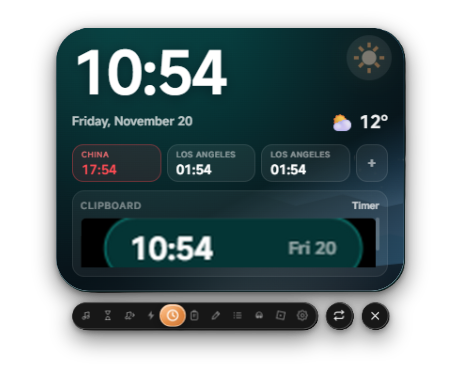 10:54
Friday, November 20
12°
CHINA
17:54
LOS ANGELES
01:54
LOS ANGELES
01:54
+
CLIPBOARD
Timer
10:54
Fri 20